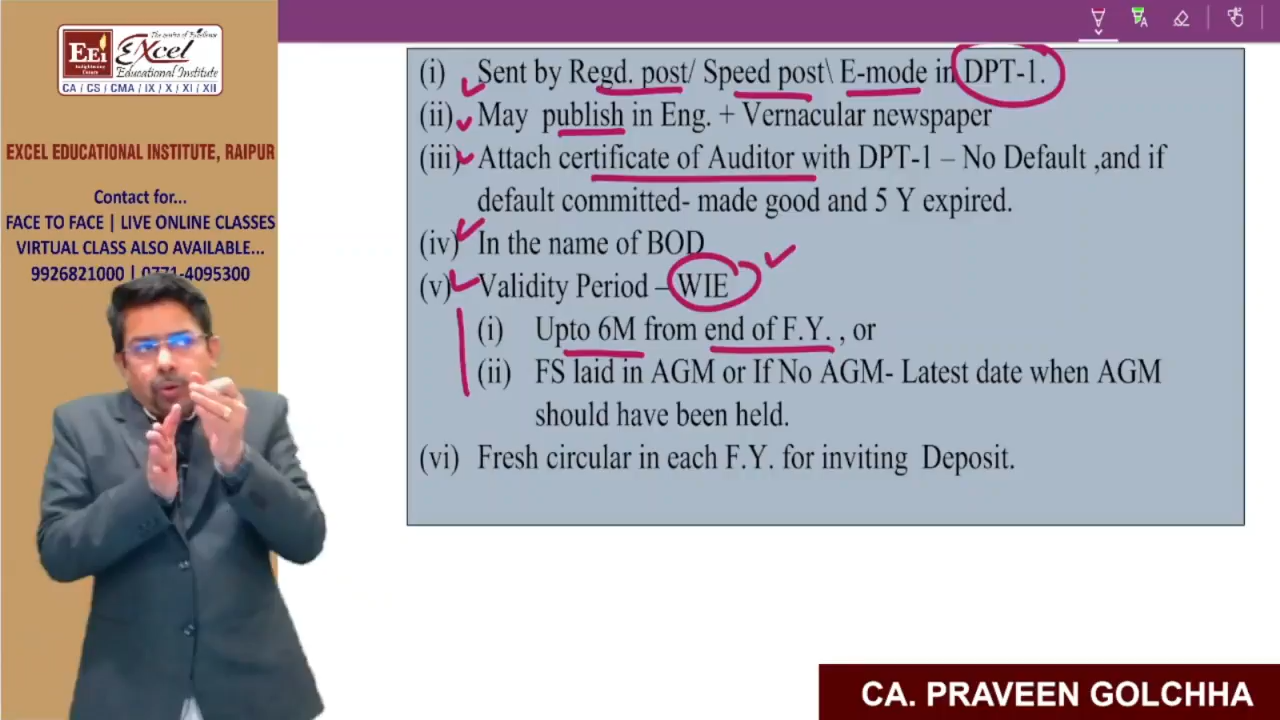 The centre of Excellence
EEi
Excel
Educational Institute
CA / CS / CMA / IX / X / XI / XII
EXCEL EDUCATIONAL INSTITUTE, RAIPUR
Contact for...
FACE TO FACE | LIVE ONLINE CLASSES
VIRTUAL CLASS ALSO AVAILABLE...
9926821000 | 0771-4095300
(i) Sent by Regd. post/ Speed post\ E-mode in DPT-1.
(ii) May publish in Eng. + Vernacular newspaper
(iii) Attach certificate of Auditor with DPT-1 – No Default ,and if
default committed- made good and 5 Y expired.
(iv) In the name of BOD
(v) Validity Period – WIE
(i) Upto 6M from end of F.Y. , or
(ii) FS laid in AGM or If No AGM- Latest date when AGM
should have been held.
(vi) Fresh circular in each F.Y. for inviting Deposit.
CA. PRAVEEN GOLCHHA